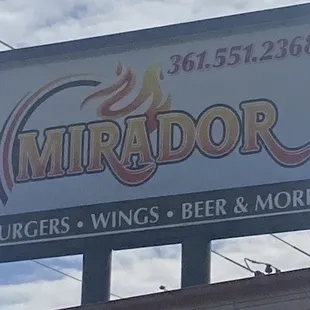 361.551.2368
MIRADOR
URGERS • WINGS • BEER & MOR